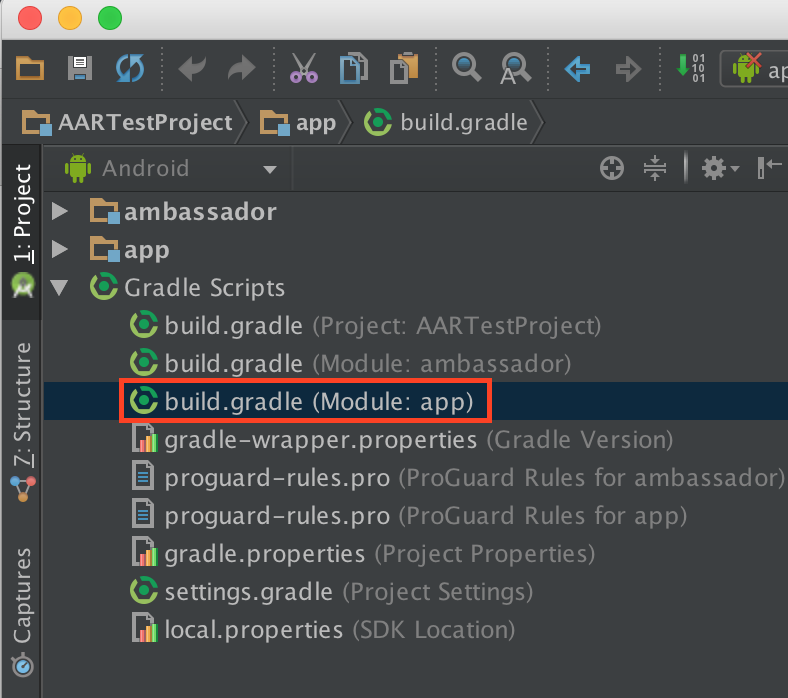 01
10
01
ap
AARTestProject
app
build.gradle
Android
1: Project
ambassador
app
Gradle Scripts
build.gradle (Project: AARTestProject)
build.gradle (Module: ambassador)
build.gradle (Module: app)
7: Structure
gradle-wrapper.properties (Gradle Version)
proguard-rules.pro (ProGuard Rules for ambassador)
proguard-rules.pro (ProGuard Rules for app)
gradle.properties (Project Properties)
Captures
settings.gradle (Project Settings)
local.properties (SDK Location)